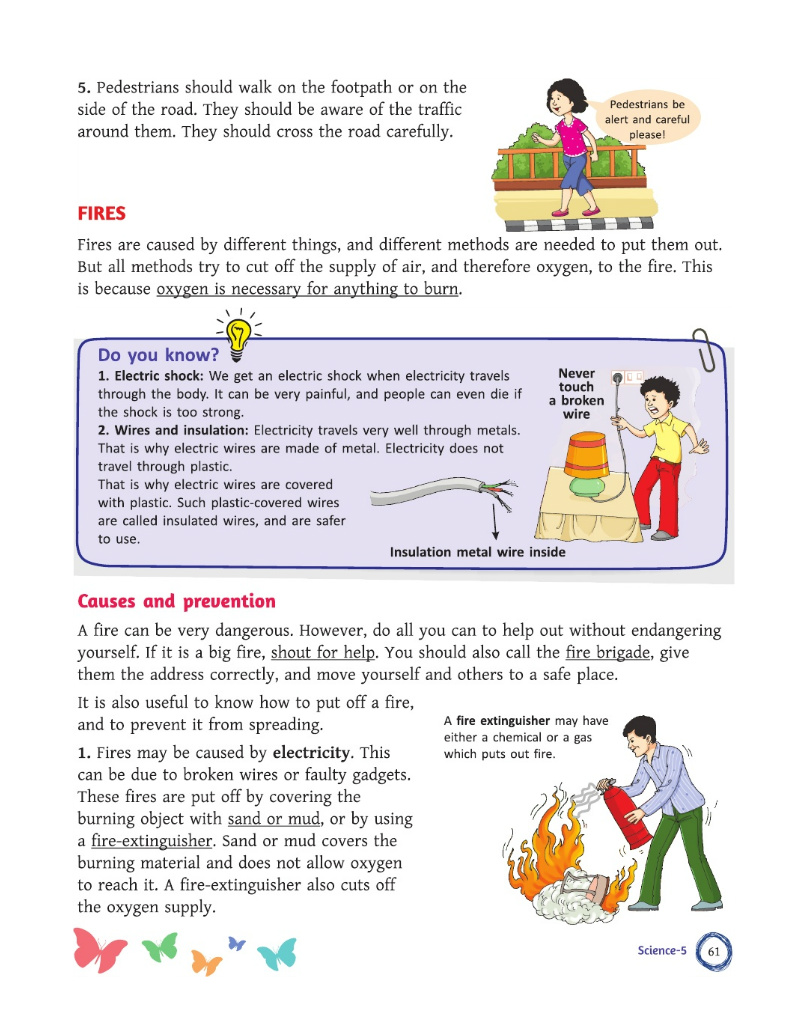 5. Pedestrians should walk on the footpath or on the
side of the road. They should be aware of the traffic
around them. They should cross the road carefully.
Pedestrians be
alert and careful
please!
FIRES
Fires are caused by different things, and different methods are needed to put them out.
But all methods try to cut off the supply of air, and therefore oxygen, to the fire. This
is because oxygen is necessary for anything to burn.
Do you know?
1. Electric shock: We get an electric shock when electricity travels
through the body. It can be very painful, and people can even die if
the shock is too strong.
2. Wires and insulation: Electricity travels very well through metals.
That is why electric wires are made of metal. Electricity does not
travel through plastic.
That is why electric wires are covered
with plastic. Such plastic-covered wires
are called insulated wires, and are safer
to use.
Never
touch
a broken
wire
Insulation metal wire inside
Causes and prevention
A fire can be very dangerous. However, do all you can to help out without endangering
yourself. If it is a big fire, shout for help. You should also call the fire brigade, give
them the address correctly, and move yourself and others to a safe place.
It is also useful to know how to put off a fire,
and to prevent it from spreading.
1. Fires may be caused by electricity. This
can be due to broken wires or faulty gadgets.
These fires are put off by covering the
burning object with sand or mud, or by using
a fire-extinguisher. Sand or mud covers the
burning material and does not allow oxygen
to reach it. A fire-extinguisher also cuts off
the oxygen supply.
A fire extinguisher may have
either a chemical or a gas
which puts out fire.
Science-5
61